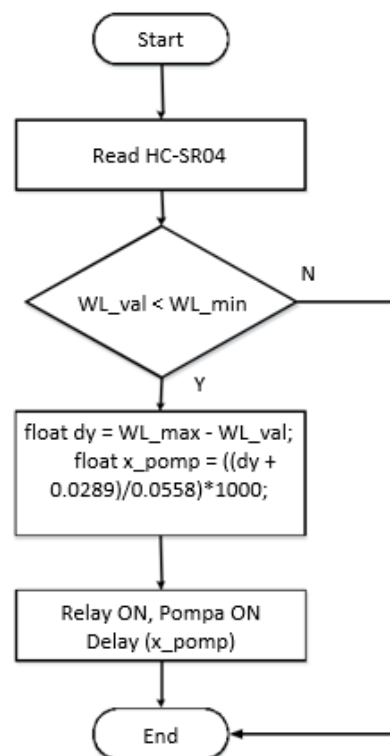 Start
Read HC-SR04
WL_val < WL_min
N
Y
float dy = WL_max - WL_val;
float x_pomp = ((dy +
0.0289)/0.0558)*1000;
Relay ON, Pompa ON
Delay (x_pomp)
End